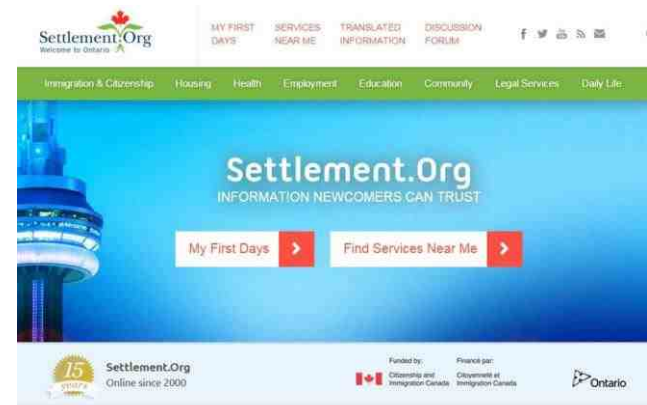 Settlement.Org
Welcome to Ontario
MY FIRST
DAYS
SERVICES
NEAR ME
TRANSLATED
INFORMATION
DISCUSSION
FORUM
Immigration & Citizenship Housing Health Employment Education Community Legal Services Daily Life
Settlement.Org
INFORMATION NEWCOMERS CAN TRUST
My First Days
Find Services Near Me
15
years
Settlement.Org
Online since 2000
Funded by:
Citizenship and
Immigration Canada
Financé par:
Citoyenneté et
Immigration Canada
Ontario